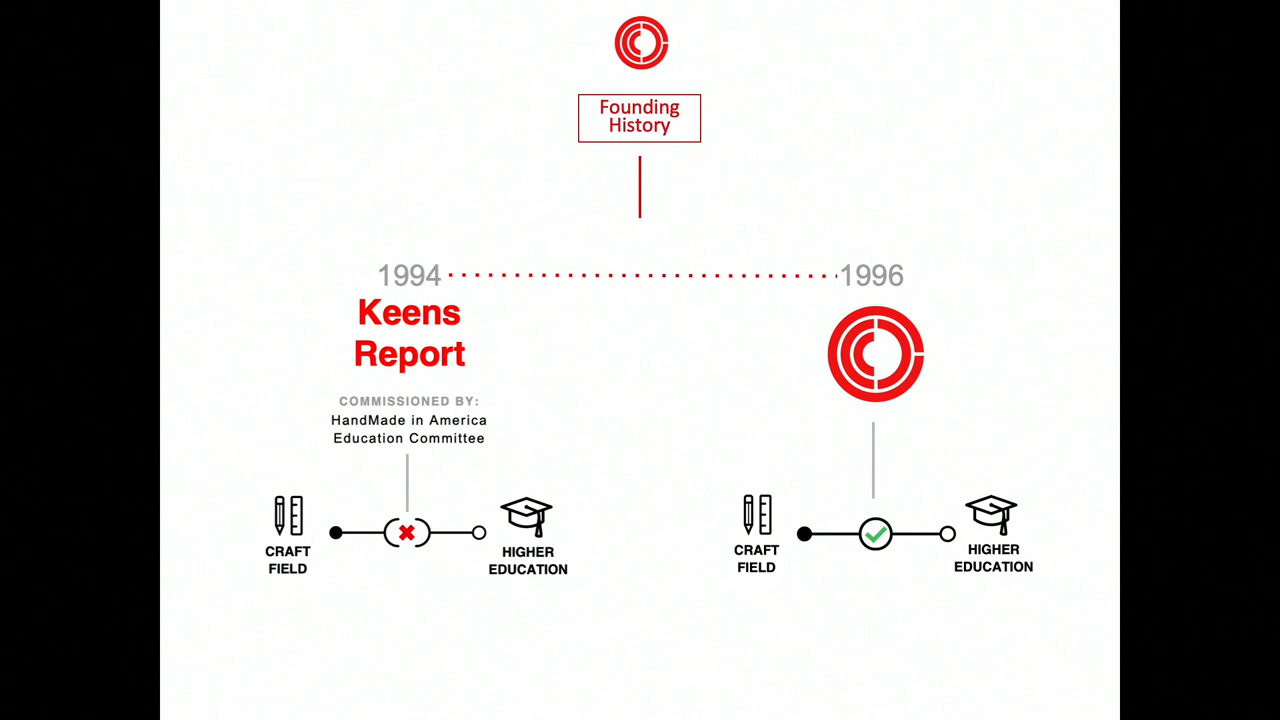 Founding
History
1994
1996
Keens
Report
COMMISSIONED BY:
HandMade in America
Education Committee
CRAFT
FIELD
HIGHER
EDUCATION
CRAFT
FIELD
HIGHER
EDUCATION